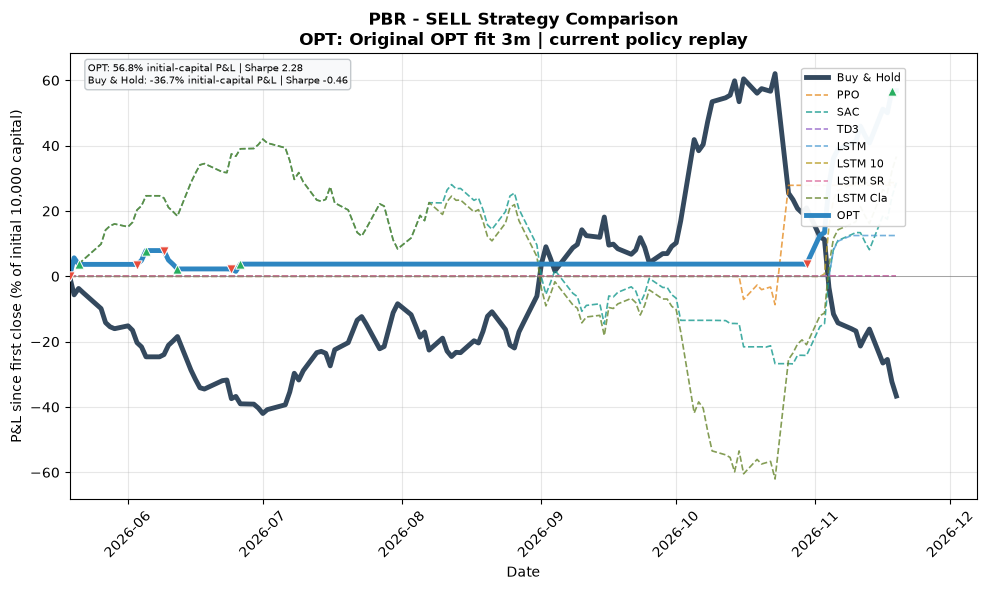 PBR - SELL Strategy Comparison
OPT: Original OPT fit 3m | current policy replay
OPT: 56.8% initial-capital P&L | Sharpe 2.28
Buy & Hold: -36.7% initial-capital P&L | Sharpe -0.46
Buy & Hold
PPO
SAC
TD3
LSTM
LSTM 10
LSTM SR
LSTM Cla
OPT
P&L since first close (% of initial 10,000 capital)
60
40
20
0
−20
−40
−60
2026-06
2026-07
2026-08
2026-09
2026-10
2026-11
2026-12
Date